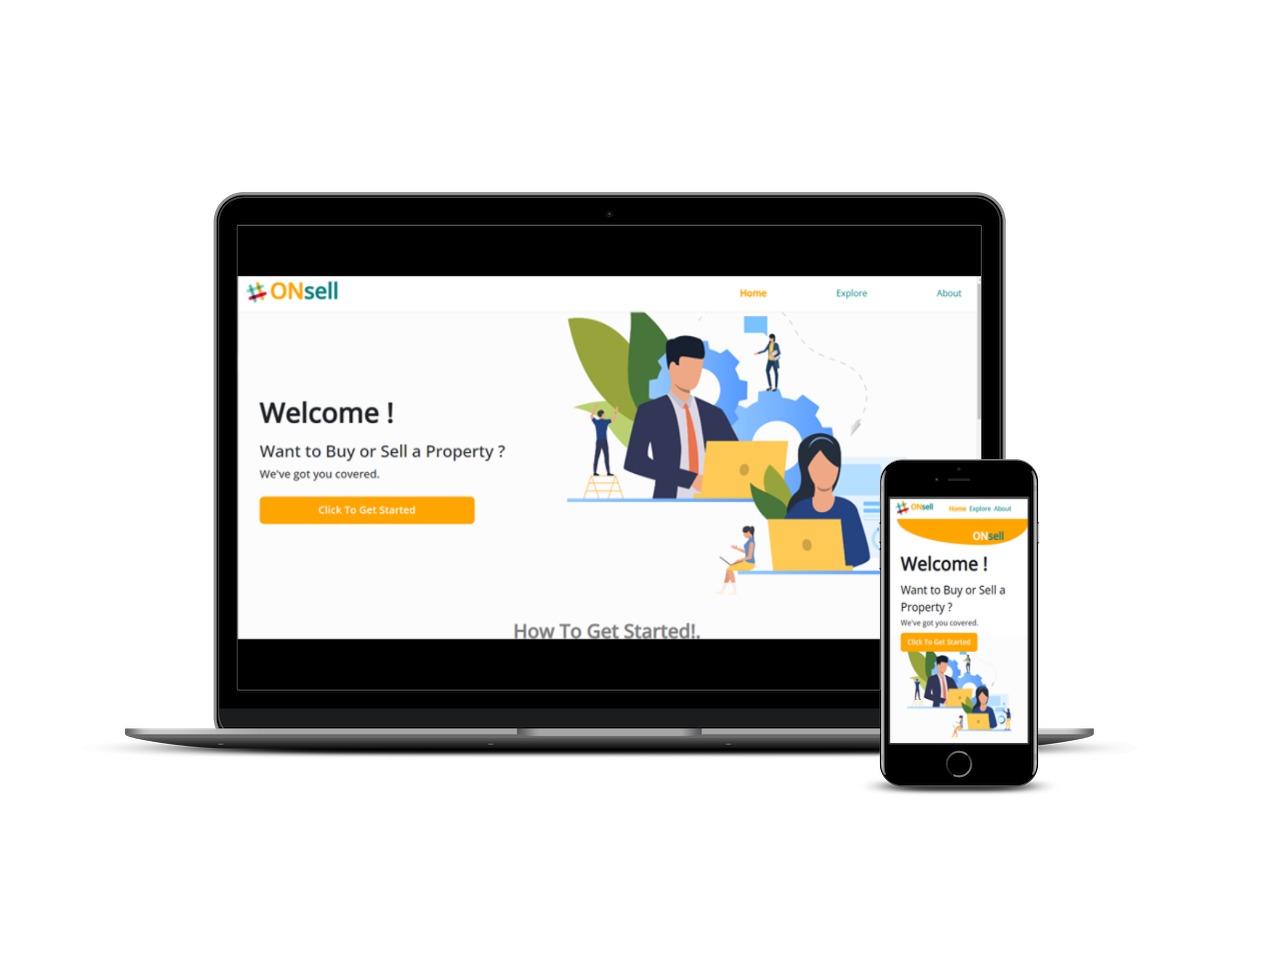 ONsell
Home Explore About
Welcome !
Want to Buy or Sell a Property ?
We've got you covered.
Click To Get Started
How To Get Started!.
ONsell
Home Explore About
ONsell
Welcome !
Want to Buy or Sell a
Property ?
We've got you covered.
Click To Get Started